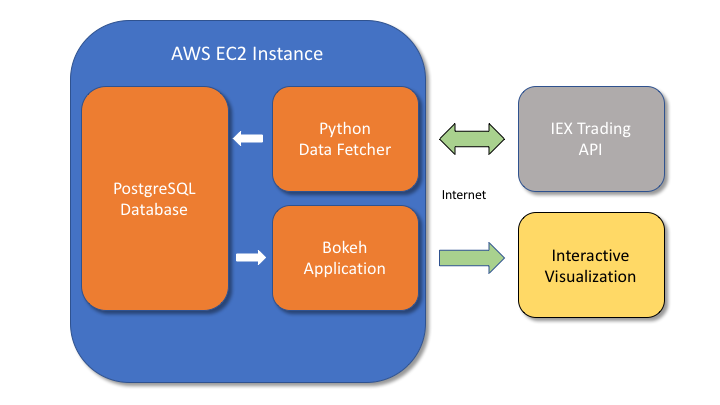 AWS EC2 Instance
PostgreSQL
Database
Python
Data Fetcher
Bokeh
Application
Internet
IEX Trading
API
Interactive
Visualization